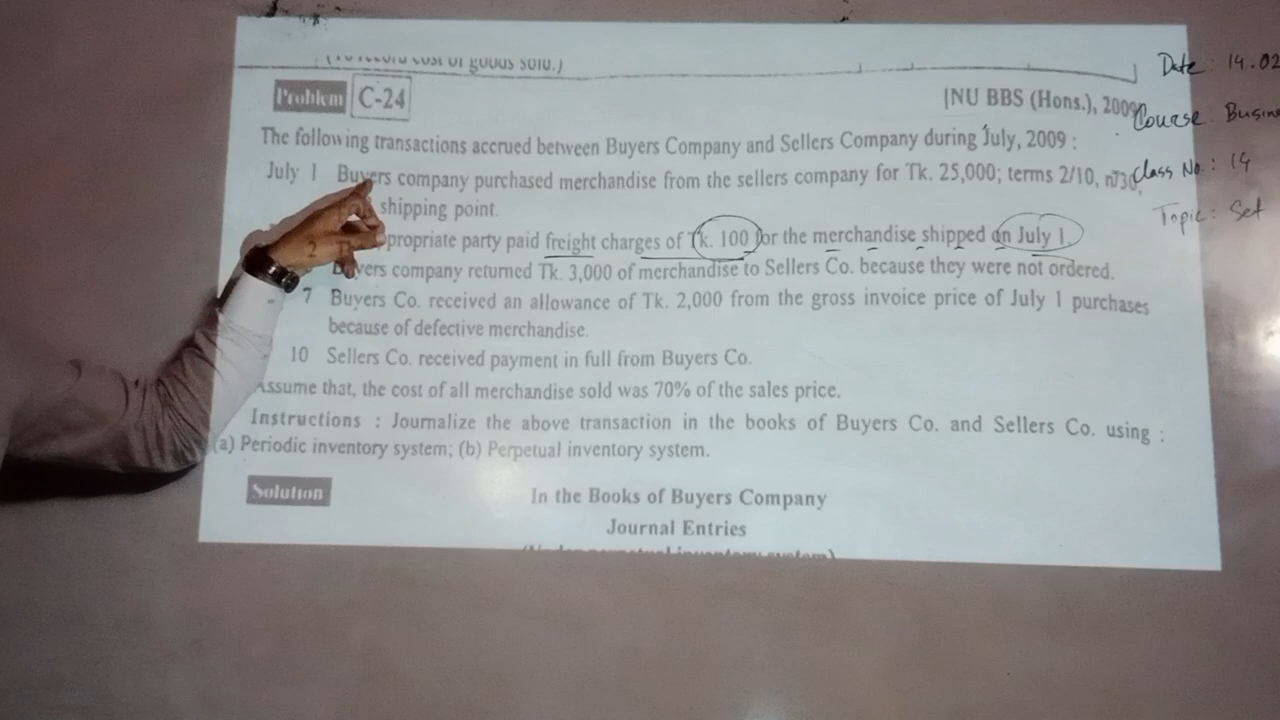 cost of goods sold.)
Problem C-24
[NU BBS (Hons.), 2009]
Date : 14.02
Course : Busine
Class No. : 14
Topic : Set
The following transactions accrued between Buyers Company and Sellers Company during July, 2009 :
July 1 Buyers company purchased merchandise from the sellers company for Tk. 25,000; terms 2/10, n/30,
shipping point.
2 propriate party paid freight charges of Tk. 100 for the merchandise shipped on July 1
Buyers company returned Tk. 3,000 of merchandise to Sellers Co. because they were not ordered.
7 Buyers Co. received an allowance of Tk. 2,000 from the gross invoice price of July 1 purchases
because of defective merchandise.
10 Sellers Co. received payment in full from Buyers Co.
Assume that, the cost of all merchandise sold was 70% of the sales price.
Instructions : Journalize the above transaction in the books of Buyers Co. and Sellers Co. using :
(a) Periodic inventory system; (b) Perpetual inventory system.
Solution
In the Books of Buyers Company
Journal Entries